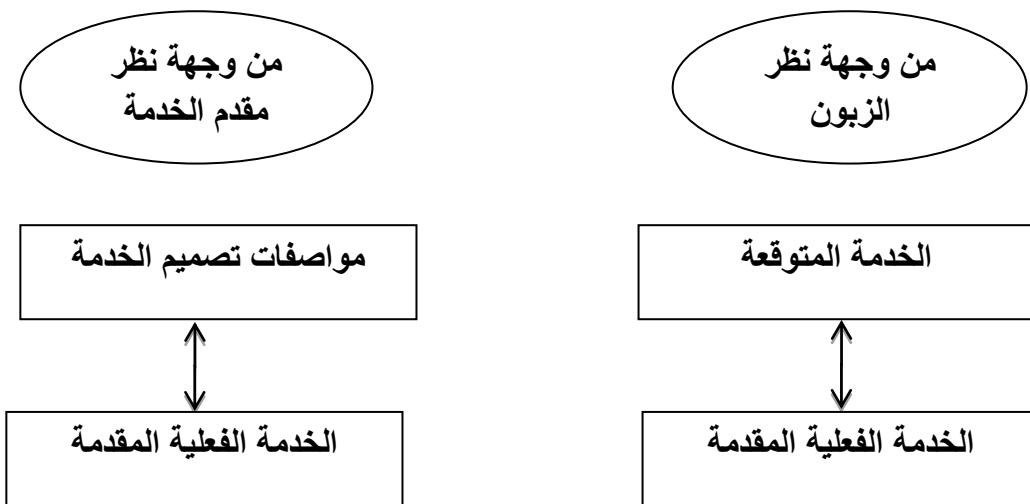 من وجهة نظر
الزبون
من وجهة نظر
مقدم الخدمة
الخدمة المتوقعة
مواصفات تصميم الخدمة
الخدمة الفعلية المقدمة
الخدمة الفعلية المقدمة